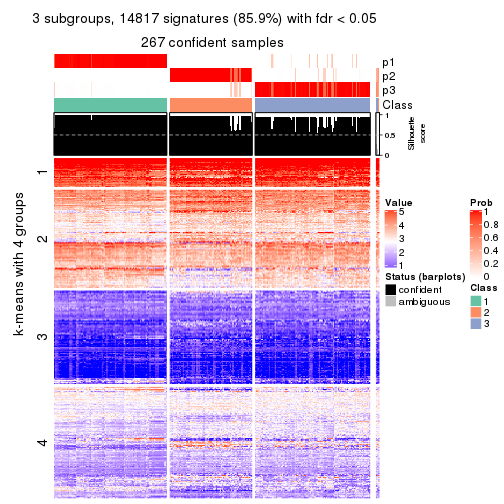 3 subgroups, 14817 signatures (85.9%) with fdr < 0.05
267 confident samples
p1
p2
p3
Class
1
0.5
0
Silhouette
score
k-means with 4 groups
1
2
3
4
Value
5
4
3
2
1
Status (barplots)
confident
ambiguous
Prob
1
0.8
0.6
0.4
0.2
0
Class
1
2
3